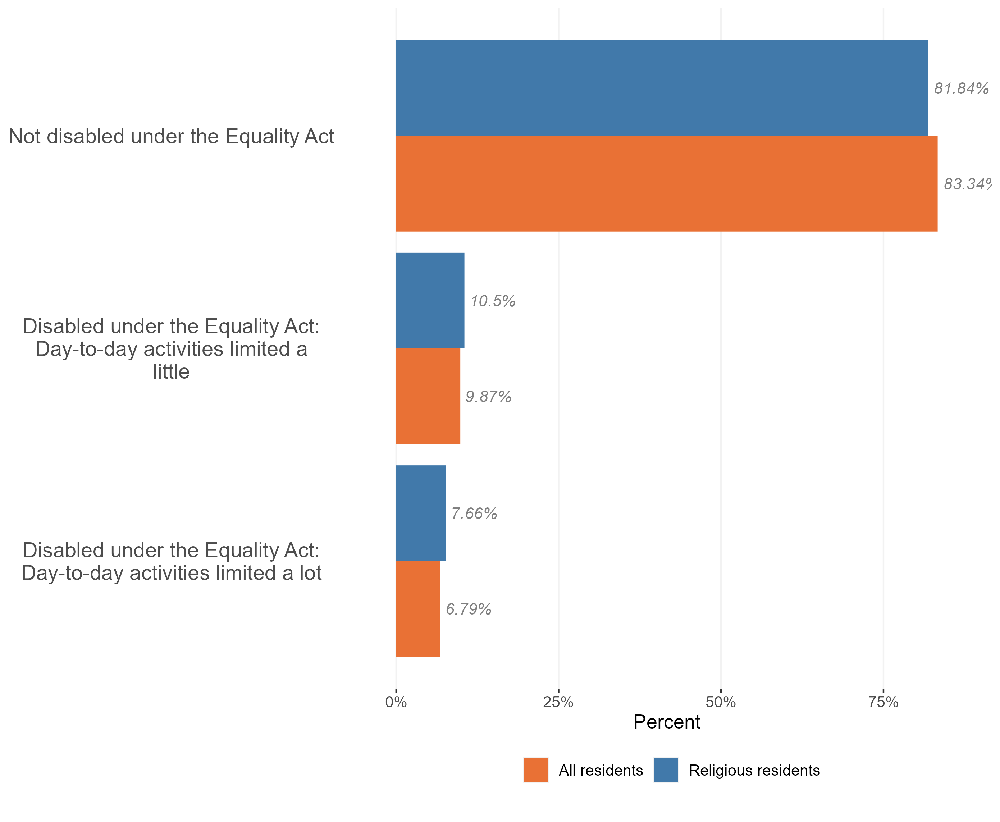 81.84%
Not disabled under the Equality Act
83.34%
10.5%
Disabled under the Equality Act:
Day-to-day activities limited a
little
9.87%
7.66%
Disabled under the Equality Act:
Day-to-day activities limited a lot
6.79%
0% 25% 50% 75%
Percent
All residents Religious residents